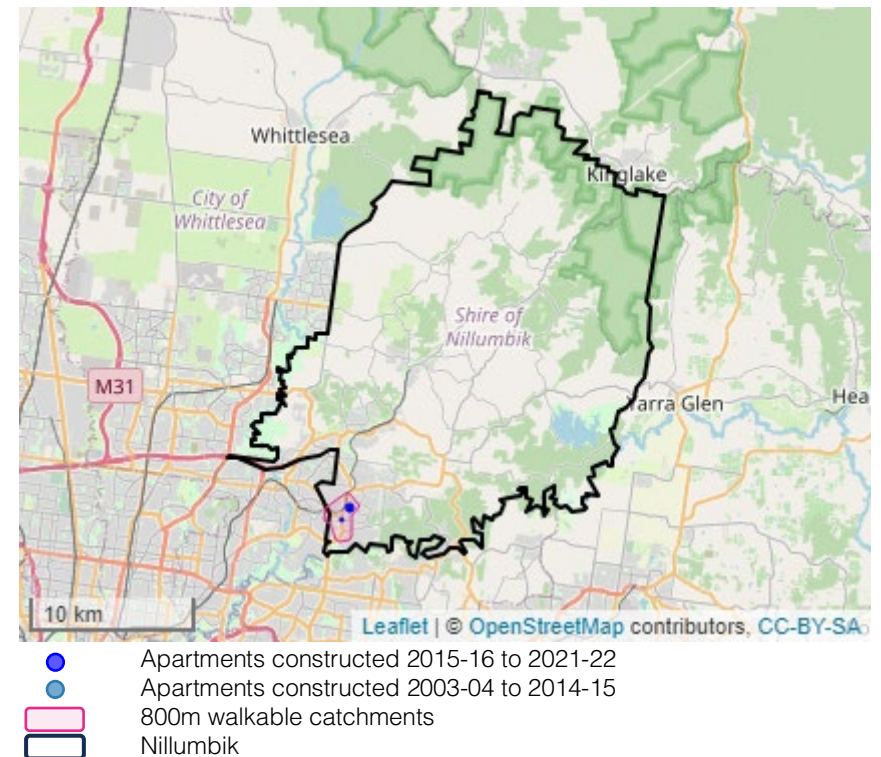 Whittlesea
Kinglake
City of
Whittlesea
Shire of
Nillumbik
M31
Yarra Glen
Hea
10 km
Leaflet | © OpenStreetMap contributors, CC-BY-SA
Apartments constructed 2015-16 to 2021-22
Apartments constructed 2003-04 to 2014-15
800m walkable catchments
Nillumbik